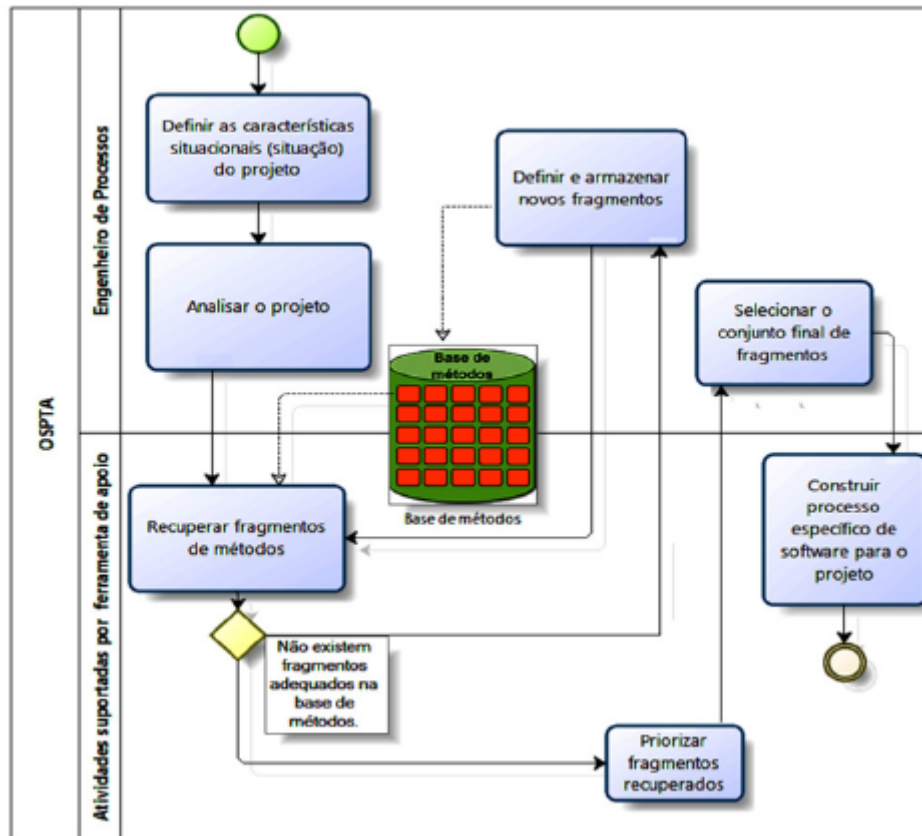 OSPTA
Engenheiro de Processos
Definir as características
situacionais (situação)
do projeto
Analisar o projeto
Definir e armazenar
novos fragmentos
Selecionar o
conjunto final de
fragmentos
Base de
métodos
Base de métodos
Atividades suportadas por ferramenta de apoio
Recuperar fragmentos
de métodos
Não existem
fragmentos
adequados na
base de
métodos.
Priorizar
fragmentos
recuperados
Construir
processo
específico de
software para o
projeto